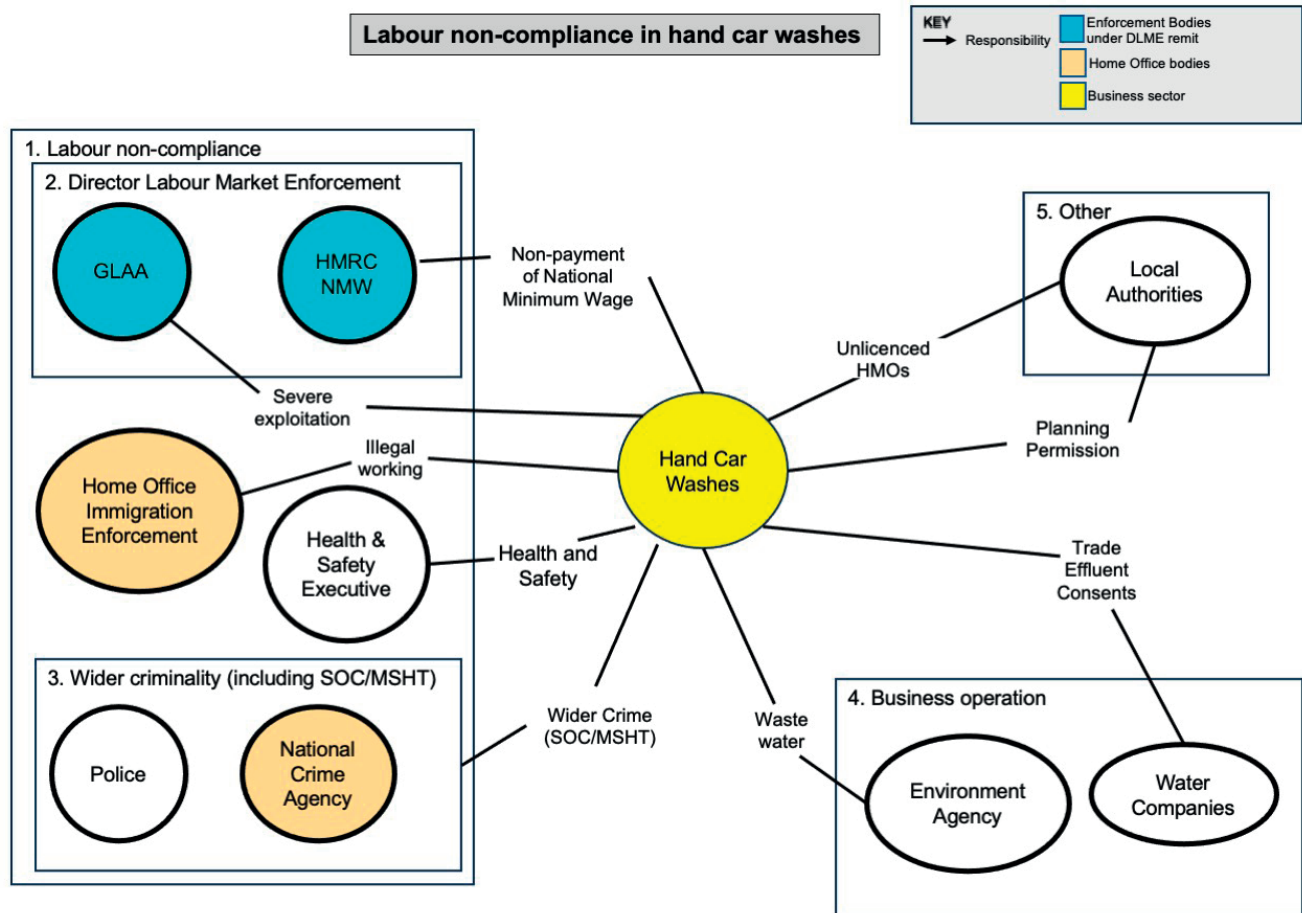 Labour non-compliance in hand car washes
KEY
Responsibility
Enforcement Bodies
under DLME remit
Home Office bodies
Business sector
1. Labour non-compliance
2. Director Labour Market Enforcement
GLAA
HMRC
NMW
Non-payment
of National
Minimum Wage
5. Other
Local
Authorities
Unlicenced
HMOs
Severe
exploitation
Planning
Permission
Illegal
working
Hand Car
Washes
Home Office
Immigration
Enforcement
Health &
Safety
Executive
Health and
Safety
Trade
Effluent
Consents
3. Wider criminality (including SOC/MSHT)
Police
National
Crime
Agency
Wider Crime
(SOC/MSHT)
Waste
water
4. Business operation
Environment
Agency
Water
Companies